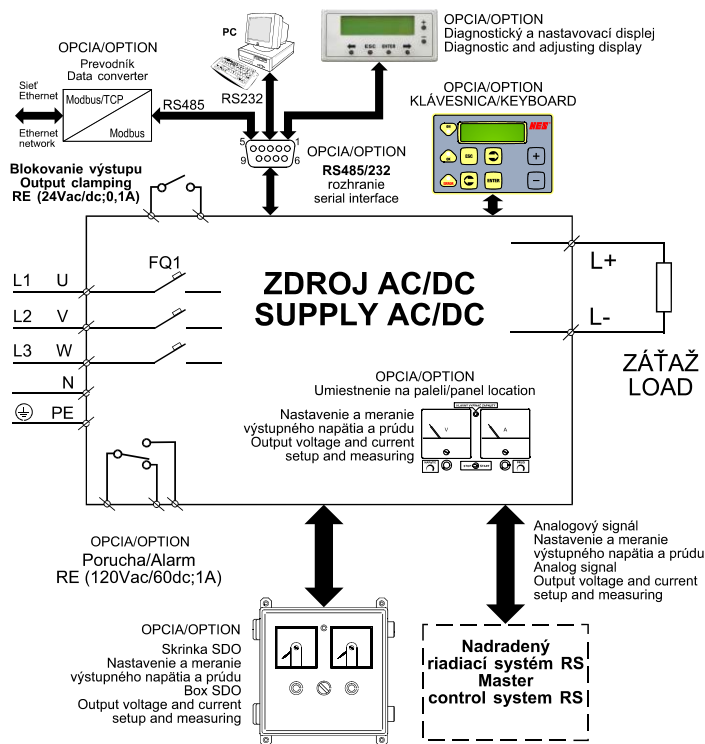 PC
OPCIA/OPTION
Diagnostický a nastavovací displej
Diagnostic and adjusting display
ESC ENTER
+
−
OPCIA/OPTION
Prevodník
Data converter
Sieť
Ethernet
Modbus/TCP
Modbus
Ethernet
network
RS485
RS232
OPCIA/OPTION
KLÁVESNICA/KEYBOARD
NES
ESC
ENTER
+
−
5
1
9
6
OPCIA/OPTION
RS485/232
rozhranie
serial interface
Blokovanie výstupu
Output clamping
RE (24Vac/dc;0,1A)
L1 U
FQ1
L2 V
L3 W
N
PE
ZDROJ AC/DC
SUPPLY AC/DC
L+
L-
ZÁŤAŽ
LOAD
OPCIA/OPTION
Umiestnenie na paleli/panel location
Nastavenie a meranie
výstupného napätia a prúdu
Output voltage and current
setup and measuring
V
A
STOP START
OPCIA/OPTION
Porucha/Alarm
RE (120Vac/60dc;1A)
Analogový signál
Nastavenie a meranie
výstupného napätia a prúdu
Analog signal
Output voltage and current
setup and measuring
OPCIA/OPTION
Skrinka SDO
Nastavenie a meranie
výstupného napätia a prúdu
Box SDO
Output voltage and current
setup and measuring
Nadradený
riadiací systém RS
Master
control system RS